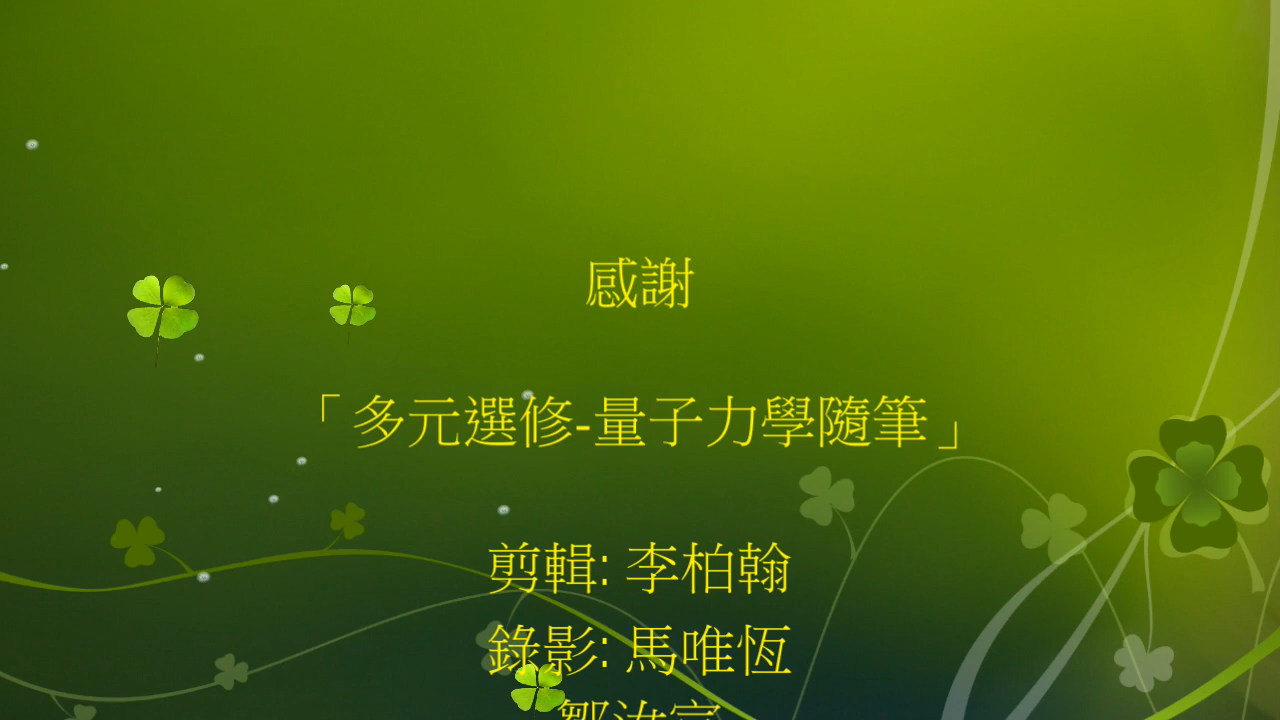 感謝
「多元選修-量子力學隨筆」
剪輯: 李柏翰
錄影: 馬唯恆